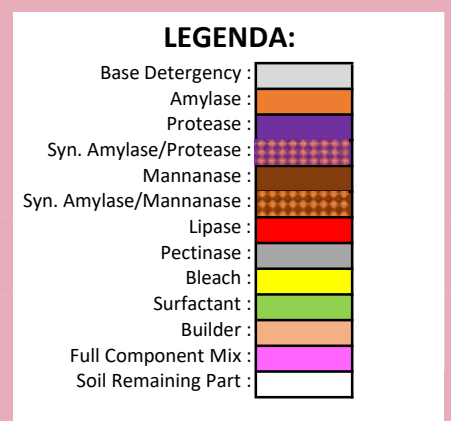 LEGENDA:
Base Detergency :
Amylase :
Protease :
Syn. Amylase/Protease :
Mannanase :
Syn. Amylase/Mannanase :
Lipase :
Pectinase :
Bleach :
Surfactant :
Builder :
Full Component Mix :
Soil Remaining Part :